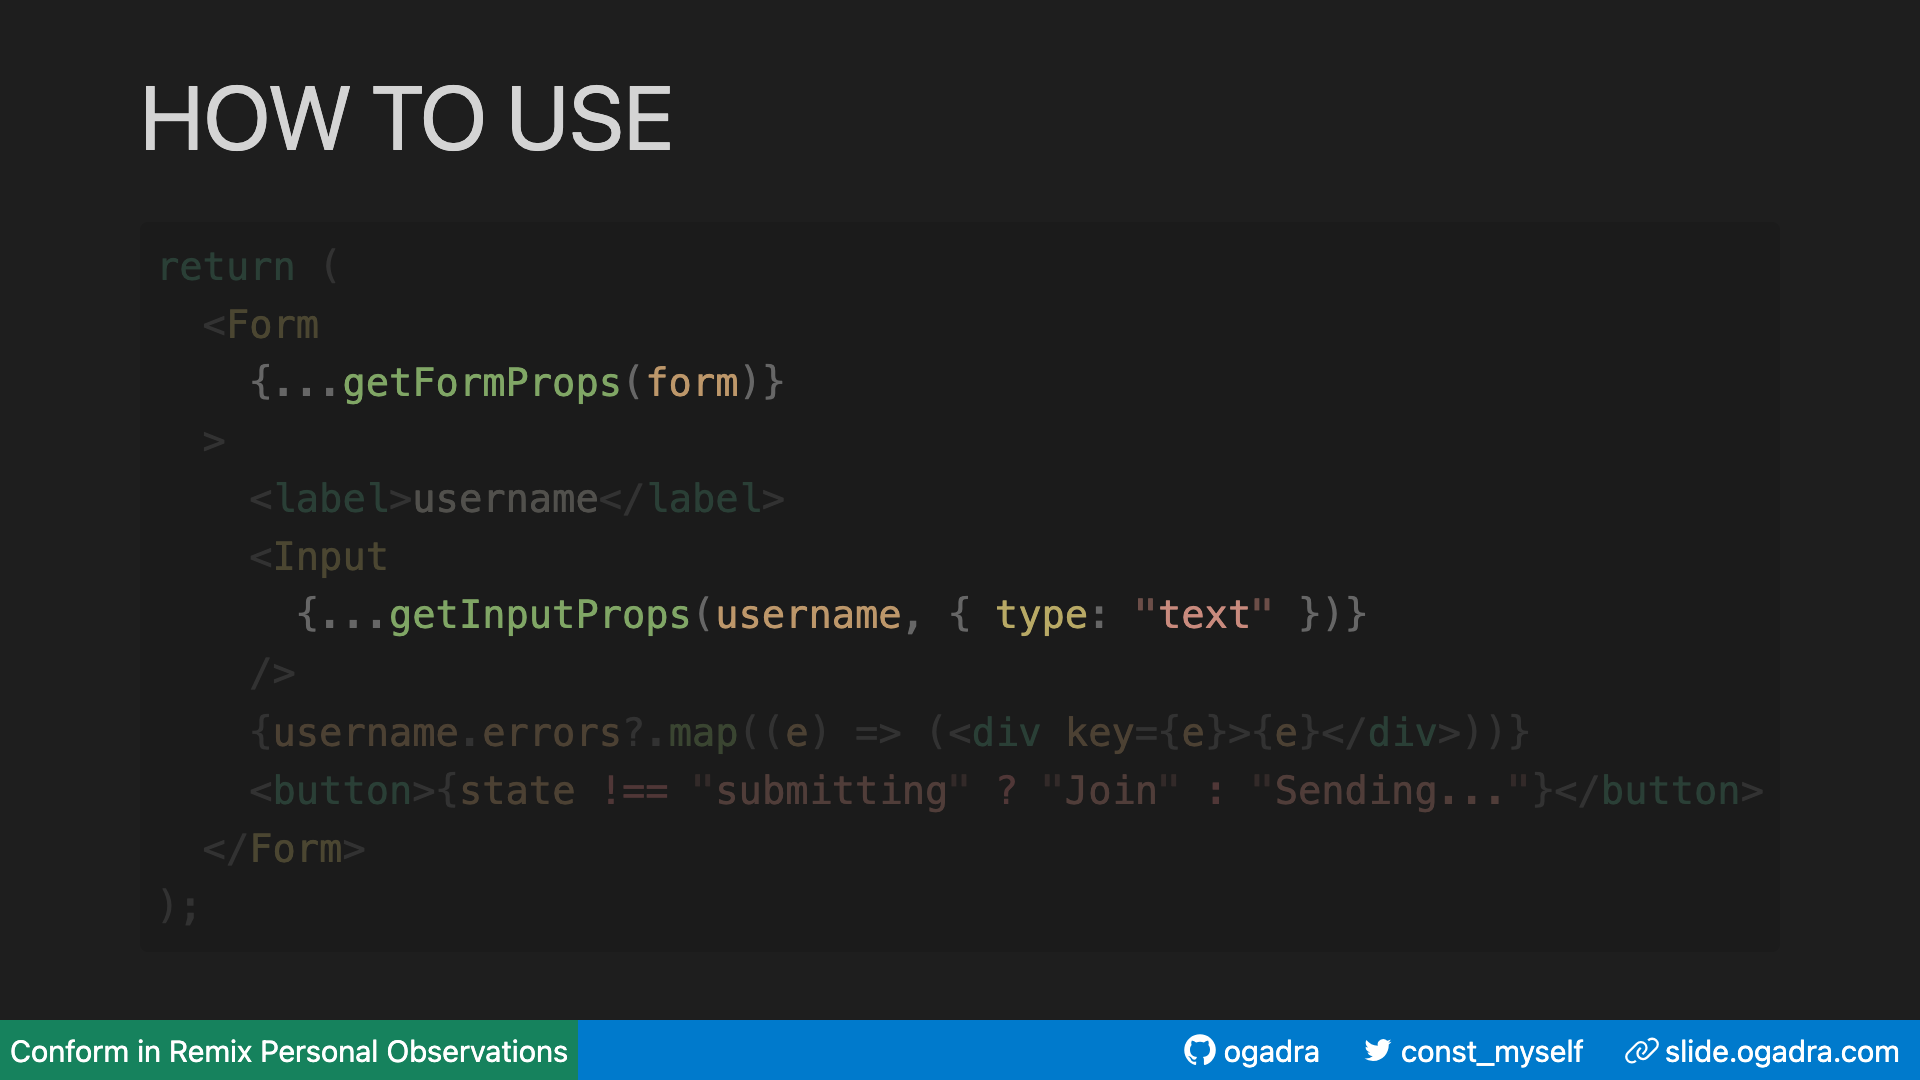 HOW TO USE
return (
  <Form
    {...getFormProps(form)}
  >
    <label>username</label>
    <Input
      {...getInputProps(username, { type: "text" })}
    />
    {username.errors?.map((e) => (<div key={e}>{e}</div>))}
    <button>{state !== "submitting" ? "Join" : "Sending..."}</button>
  </Form>
);
Conform in Remix Personal Observations ogadra const_myself slide.ogadra.com